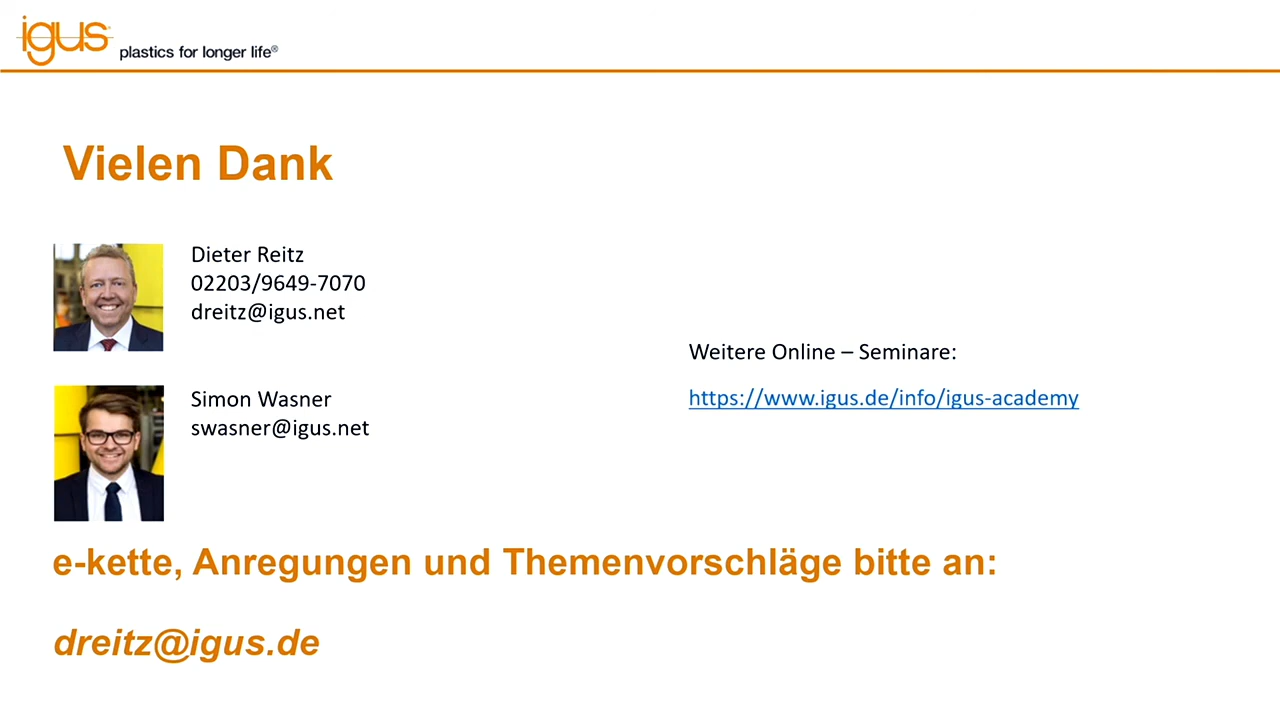 igus
plastics for longer life®
Vielen Dank
Dieter Reitz
02203/9649-7070
dreitz@igus.net
Simon Wasner
swasner@igus.net
Weitere Online – Seminare:
https://www.igus.de/info/igus-academy
e-kette, Anregungen und Themenvorschläge bitte an:
dreitz@igus.de